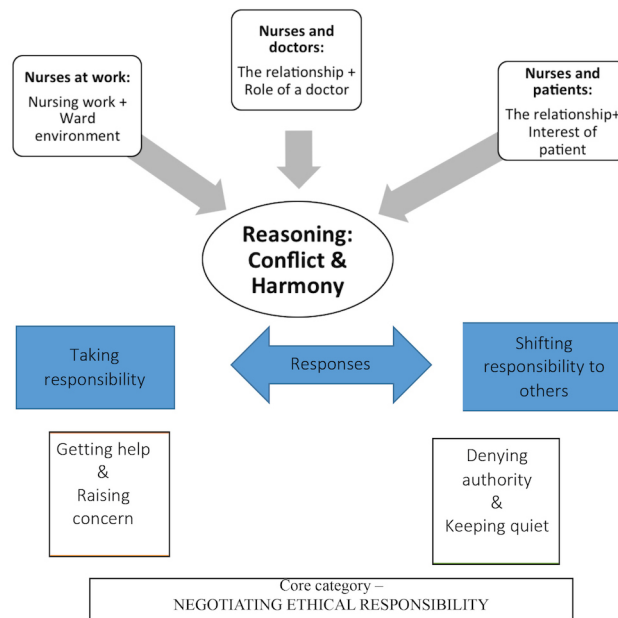 Nurses at work:
Nursing work +
Ward
environment
Nurses and
doctors:
The relationship +
Role of a doctor
Nurses and
patients:
The relationship+
Interest of
patient
Reasoning:
Conflict &
Harmony
Taking
responsibility
Responses
Shifting
responsibility to
others
Getting help
&
Raising
concern
Denying
authority
&
Keeping quiet
Core category –
NEGOTIATING ETHICAL RESPONSIBILITY